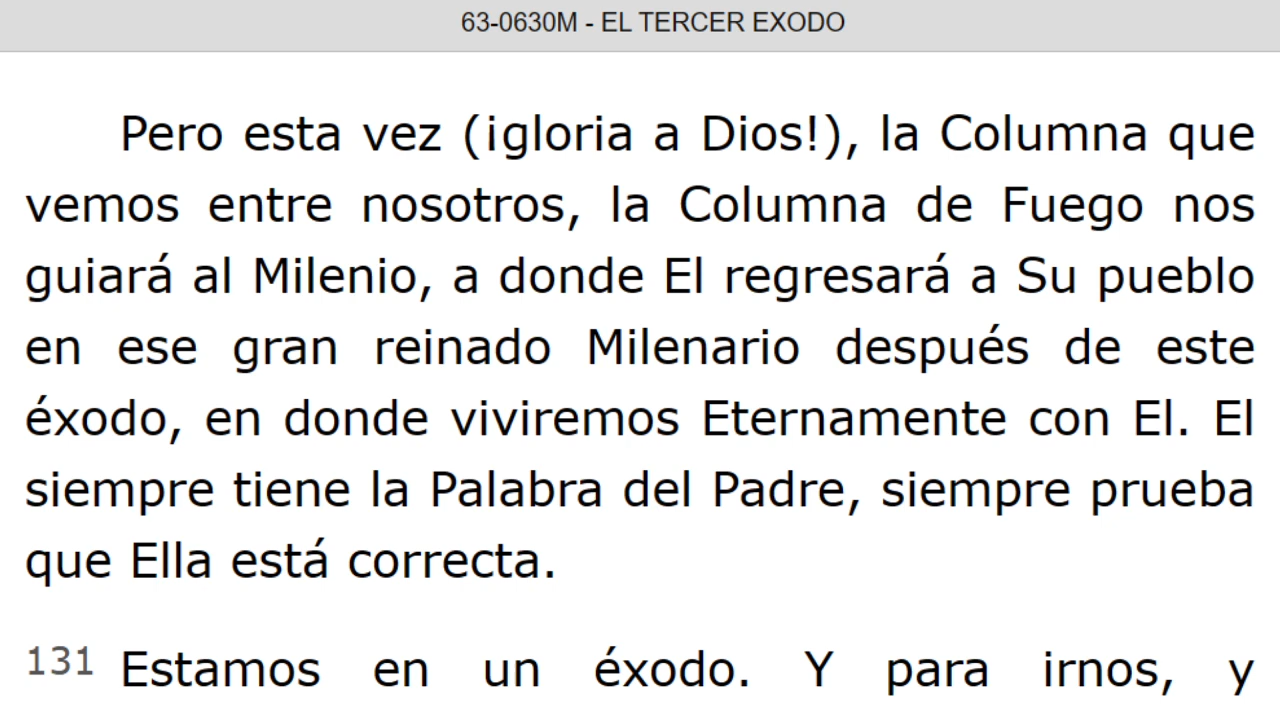 63-0630M - EL TERCER EXODO
Pero esta vez (¡gloria a Dios!), la Columna que
vemos entre nosotros, la Columna de Fuego nos
guiará al Milenio, a donde El regresará a Su pueblo
en ese gran reinado Milenario después de este
éxodo, en donde viviremos Eternamente con El. El
siempre tiene la Palabra del Padre, siempre prueba
que Ella está correcta.
131 Estamos en un éxodo. Y para irnos, y